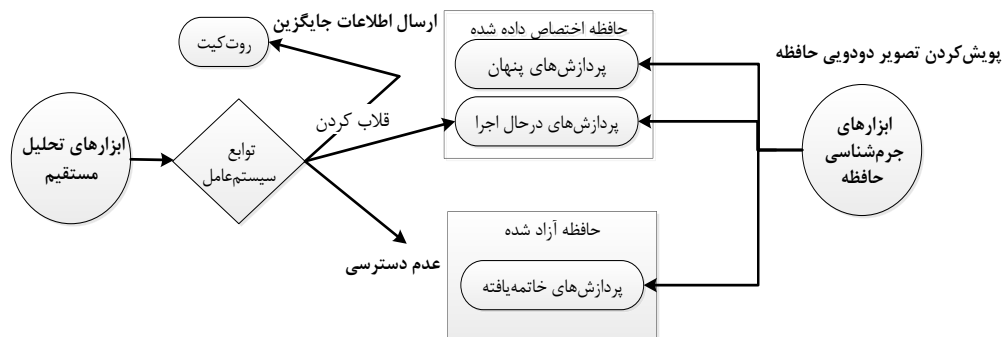 ارسال اطلاعات جایگزین
روت‌کیت
حافظه اختصاص داده شده
پردازش‌های پنهان
پردازش‌های درحال اجرا
پویش‌کردن تصویر دودویی حافظه
ابزارهای
جرم‌شناسی
حافظه
قلاب کردن
ابزارهای تحلیل
مستقیم
توابع
سیستم‌عامل
عدم دسترسی
حافظه آزاد شده
پردازش‌های خاتمه‌یافته